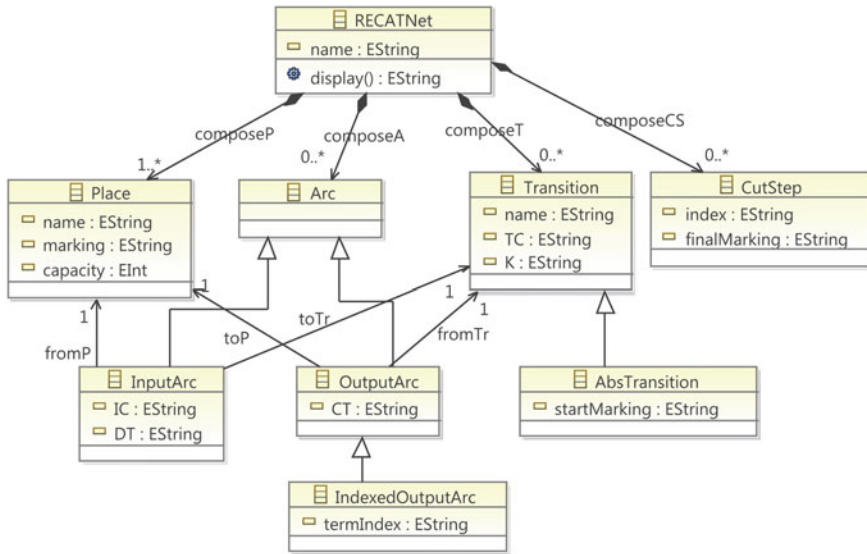 RECATNet
name : EString
display() : EString
composeP
composeA
composeT
composeCS
1..*
0..*
0..*
0..*
Place
name : EString
marking : EString
capacity : EInt
Arc
Transition
name : EString
TC : EString
K : EString
CutStep
index : EString
finalMarking : EString
1
1
1
1
fromP
toP
toTr
fromTr
InputArc
IC : EString
DT : EString
OutputArc
CT : EString
AbsTransition
startMarking : EString
IndexedOutputArc
termIndex : EString